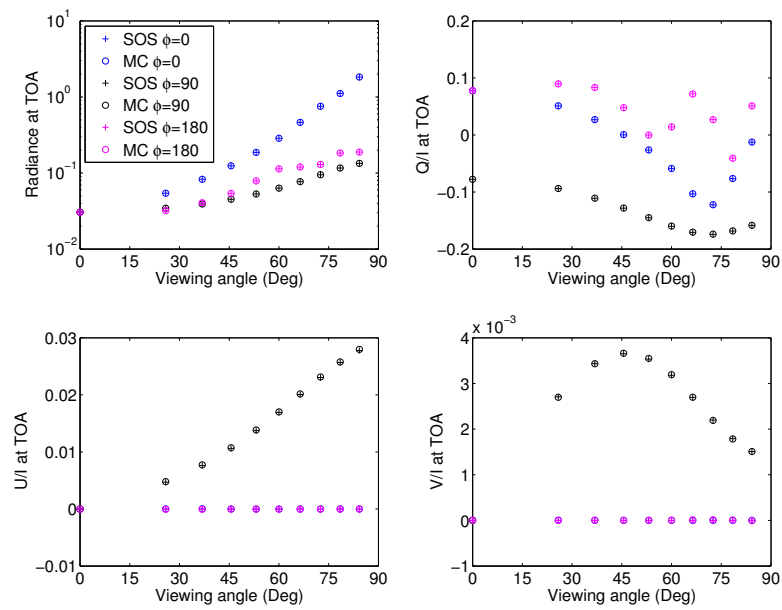 10^1
10^0
10^{-1}
10^{-2}
Radiance at TOA
SOS ϕ=0
MC ϕ=0
SOS ϕ=90
MC ϕ=90
SOS ϕ=180
MC ϕ=180
0 15 30 45 60 75 90
Viewing angle (Deg)
0.2
0.1
0
−0.1
−0.2
Q/I at TOA
0 15 30 45 60 75 90
Viewing angle (Deg)
0.03
0.02
0.01
0
−0.01
U/I at TOA
0 15 30 45 60 75 90
Viewing angle (Deg)
x 10^{−3}
4
3
2
1
0
−1
V/I at TOA
0 15 30 45 60 75 90
Viewing angle (Deg)